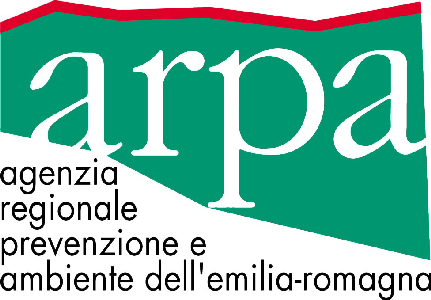 arpa
agenzia
regionale
prevenzione e
ambiente dell'emilia-romagna